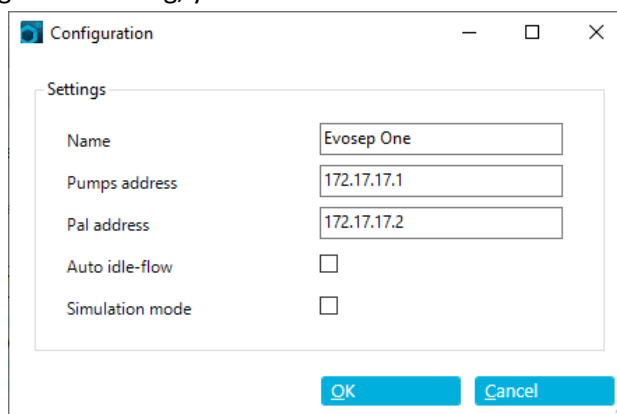 Configuration
Settings
Name
Evosep One
Pumps address
172.17.17.1
Pal address
172.17.17.2
Auto idle-flow
Simulation mode
OK
Cancel